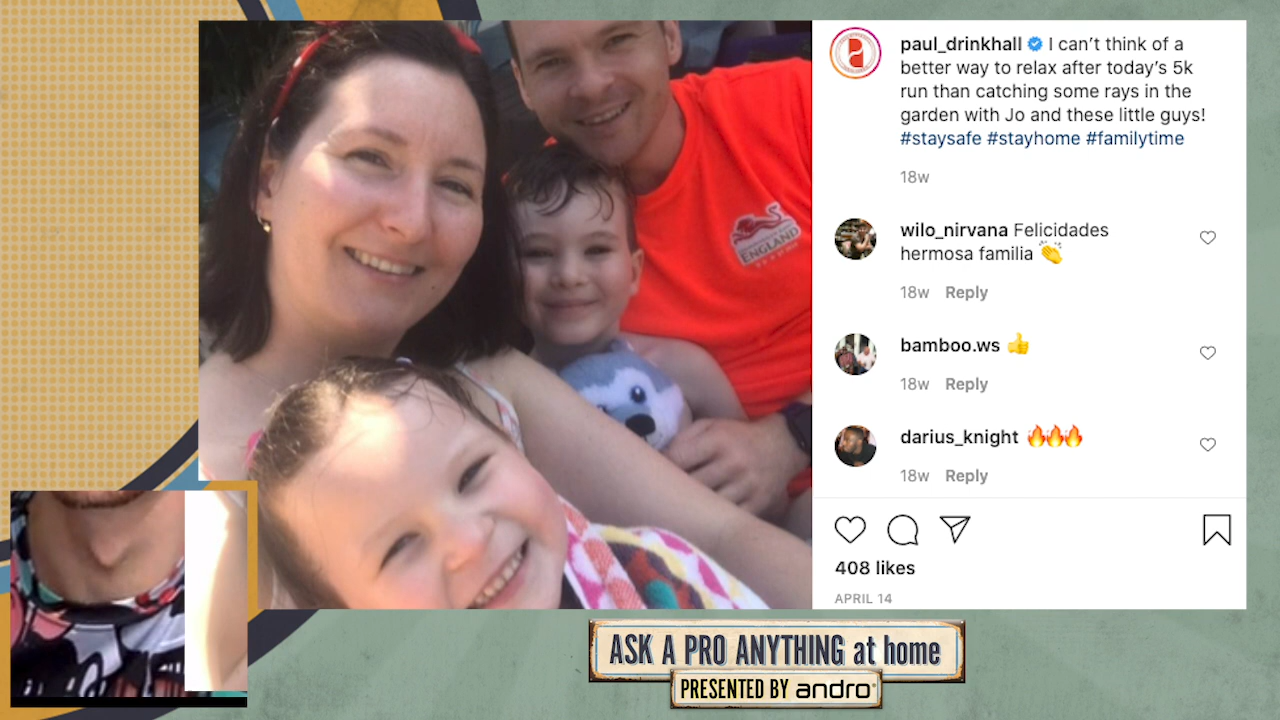 paul_drinkhall I can't think of a
better way to relax after today's 5k
run than catching some rays in the
garden with Jo and these little guys!
#staysafe #stayhome #familytime
18w
wilo_nirvana Felicidades
hermosa familia 👏
18w Reply
bamboo.ws 👍
18w Reply
darius_knight 🔥🔥🔥
18w Reply
408 likes
APRIL 14
ENGLAND
ASK A PRO ANYTHING at home
PRESENTED BY andro